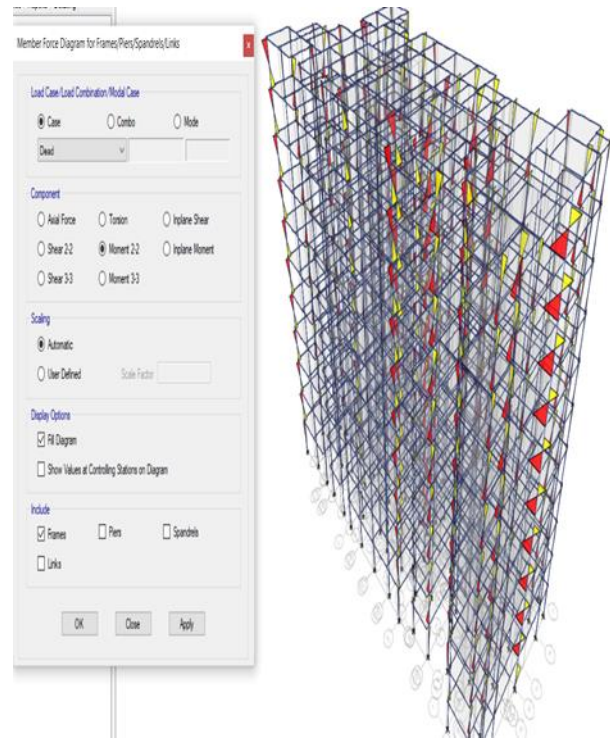 Member Force Diagram for Frames/Piers/Spandrels/Links
Load Case/Load Combination/Modal Case
Case Combo Mode
Dead
Component
Axial Force Torsion Inplane Shear
Shear 2-2 Moment 2-2 Inplane Moment
Shear 3-3 Moment 3-3
Scaling
Automatic
User Defined Scale Factor
Display Options
Fill Diagram
Show Values at Controlling Stations on Diagram
Include
Frames Piers Spandrels
Links
OK Close Apply